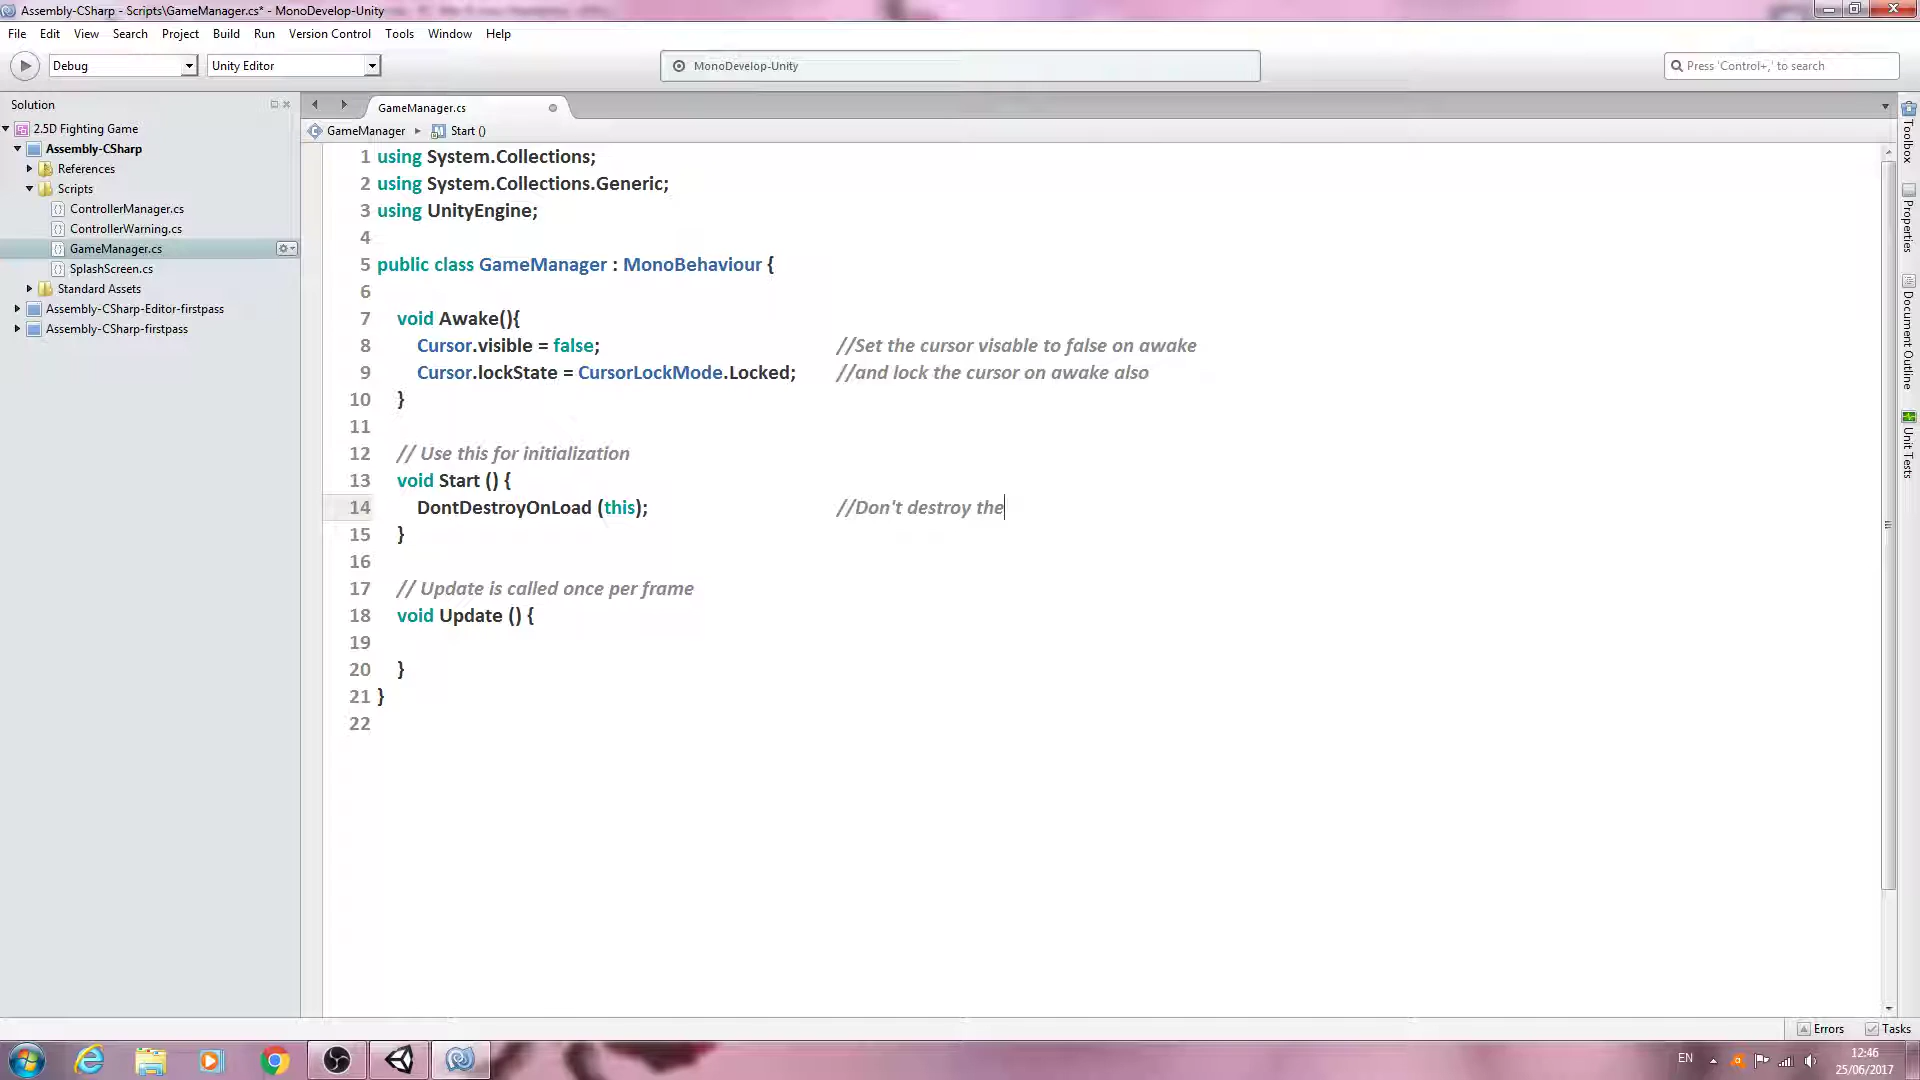 Assembly-CSharp - Scripts\GameManager.cs* - MonoDevelop-Unity
File Edit View Search Project Build Run Version Control Tools Window Help
Debug Unity Editor MonoDevelop-Unity Press 'Control+,' to search
Solution
2.5D Fighting Game
Assembly-CSharp
References
Scripts
ControllerManager.cs
ControllerWarning.cs
GameManager.cs
SplashScreen.cs
Standard Assets
Assembly-CSharp-Editor-firstpass
Assembly-CSharp-firstpass
GameManager.cs
GameManager Start ()
1 using System.Collections;
2 using System.Collections.Generic;
3 using UnityEngine;
4
5 public class GameManager : MonoBehaviour {
6
7 void Awake(){
8 Cursor.visible = false; //Set the cursor visable to false on awake
9 Cursor.lockState = CursorLockMode.Locked; //and lock the cursor on awake also
10 }
11
12 // Use this for initialization
13 void Start () {
14 DontDestroyOnLoad (this); //Don't destroy the
15 }
16
17 // Update is called once per frame
18 void Update () {
19
20 }
21 }
22
Toolbox
Properties
Document Outline
Unit Tests
Errors Tasks
EN
12:46
25/06/2017